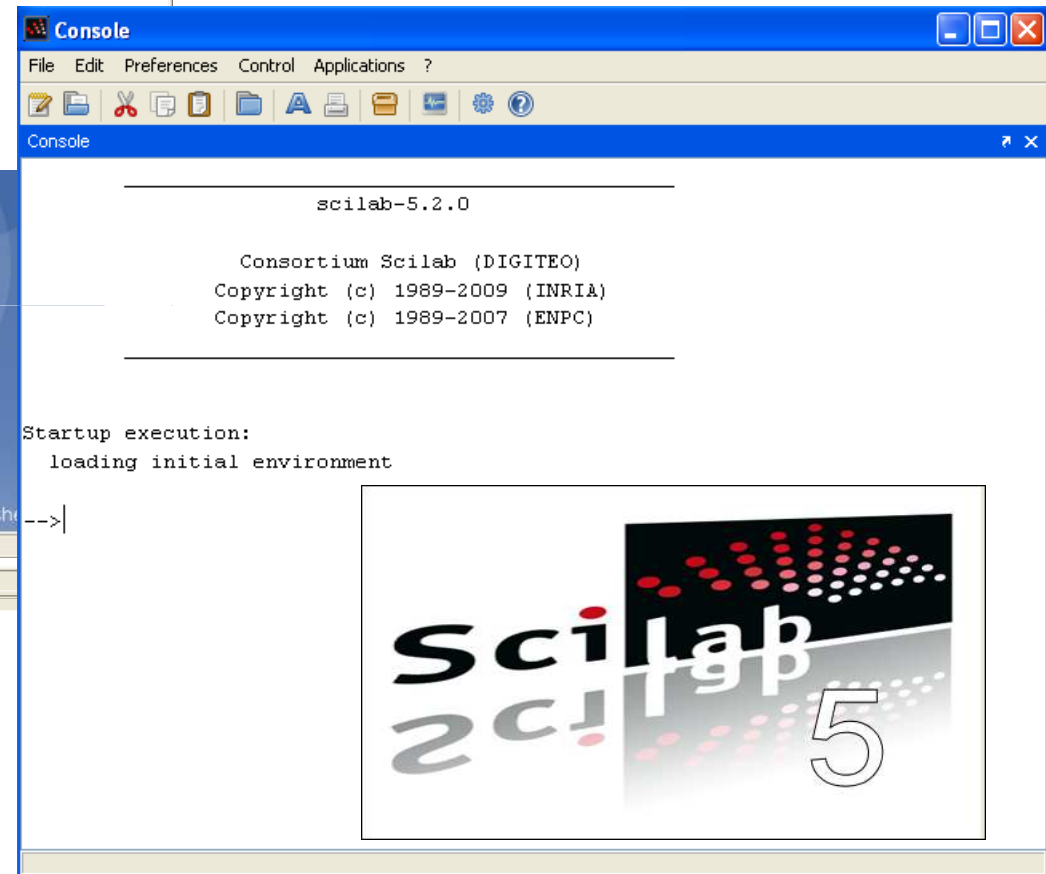 Console
File Edit Preferences Control Applications ?
Console
scilab-5.2.0
Consortium Scilab (DIGITEO)
Copyright (c) 1989-2009 (INRIA)
Copyright (c) 1989-2007 (ENPC)
Startup execution:
loading initial environment
-->
Scilab
5